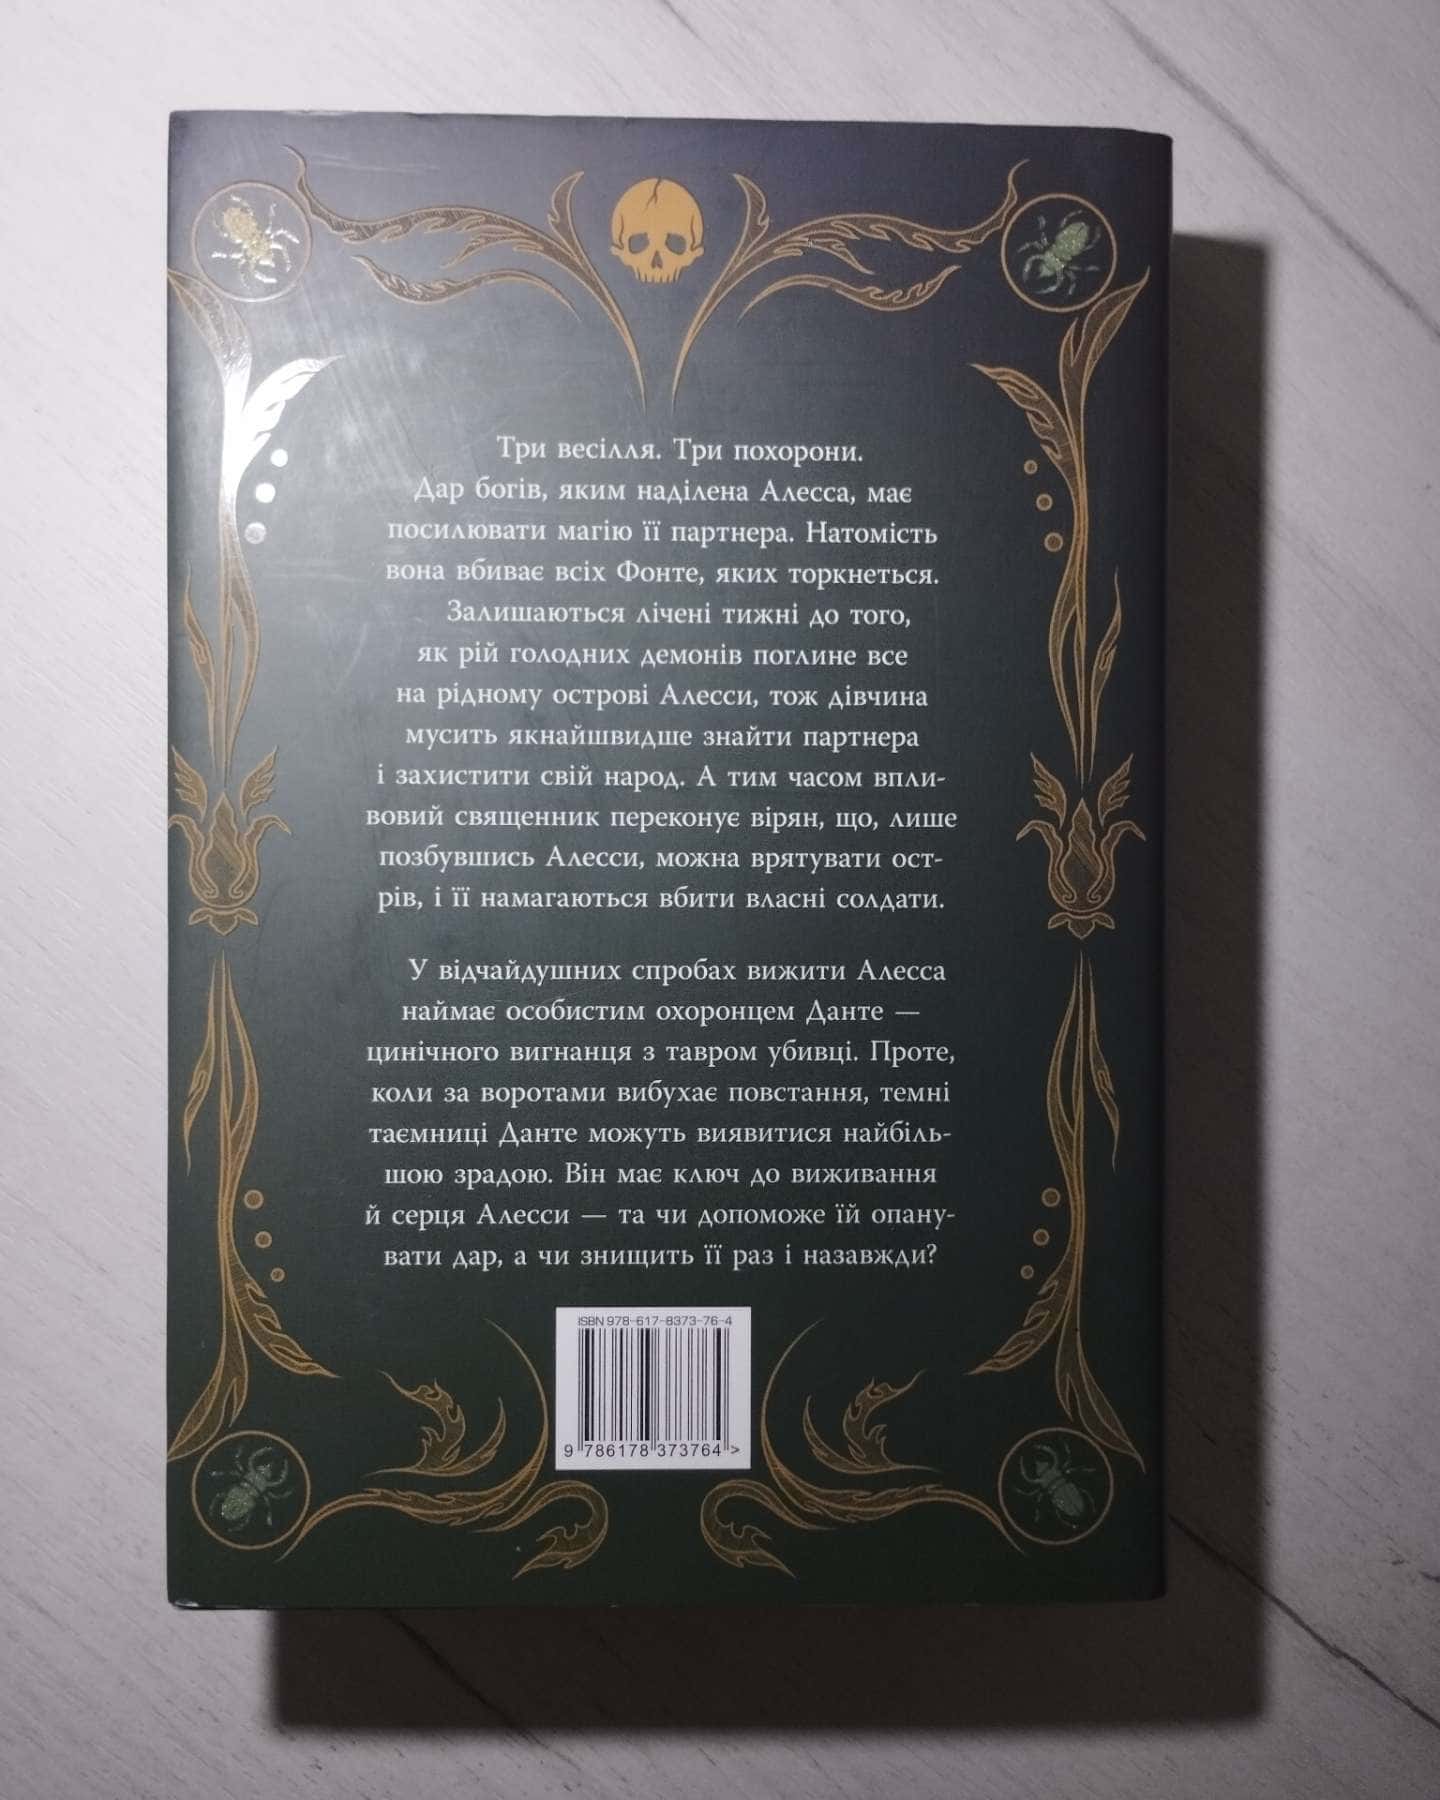 Три весілля. Три похорони.
Дар богів, яким наділена Алесса, має
посилювати магію її партнера. Натомість
вона вбиває всіх Фонте, яких торкнеться.
Залишаються лічені тижні до того,
як рій голодних демонів поглине все
на рідному острові Алесси, тож дівчина
мусить якнайшвидше знайти партнера
і захистити свій народ. А тим часом впли-
вовий священник переконує вірян, що, лише
позбувшись Алесси, можна врятувати ост-
рів, і її намагаються вбити власні солдати.
У відчайдушних спробах вижити Алесса
наймає особистим охоронцем Данте —
цинічного вигнанця з тавром убивці. Проте,
коли за воротами вибухає повстання, темні
таємниці Данте можуть виявитися найбіль-
шою зрадою. Він має ключ до виживання
й серця Алесси — та чи допоможе їй опану-
вати дар, а чи знищить її раз і назавжди?
ISBN 978-617-8373-76-4
9 786178 373764 >